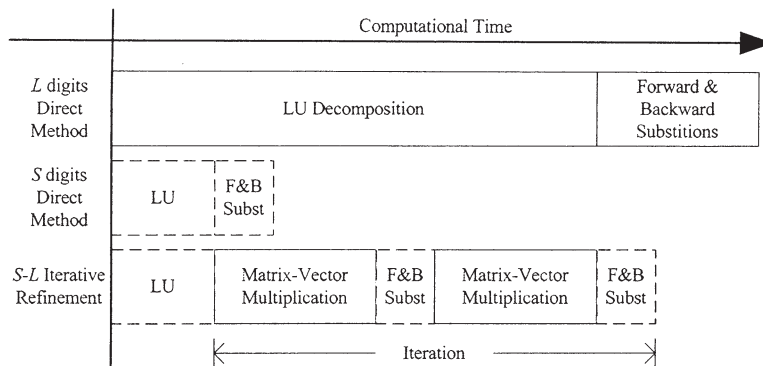 Computational Time
L digits
Direct
Method
LU Decomposition
Forward &
Backward
Substitions
S digits
Direct
Method
LU
F&B
Subst
S-L Iterative
Refinement
LU
Matrix-Vector
Multiplication
F&B
Subst
Matrix-Vector
Multiplication
F&B
Subst
Iteration